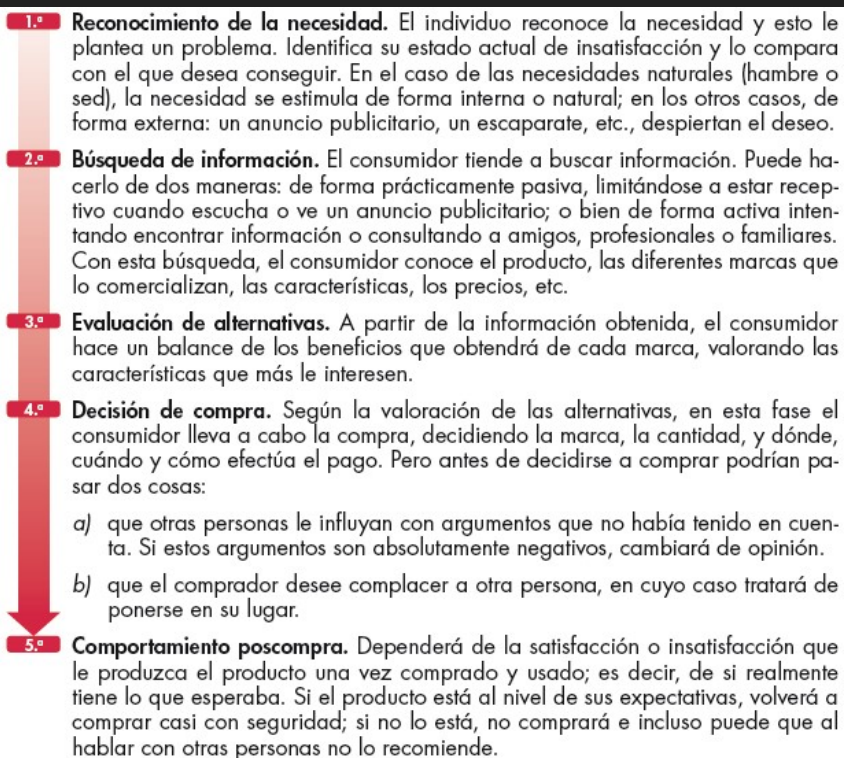 1.ª Reconocimiento de la necesidad. El individuo reconoce la necesidad y esto le
plantea un problema. Identifica su estado actual de insatisfacción y lo compara
con el que desea conseguir. En el caso de las necesidades naturales (hambre o
sed), la necesidad se estimula de forma interna o natural; en los otros casos, de
forma externa: un anuncio publicitario, un escaparate, etc., despiertan el deseo.
2.ª Búsqueda de información. El consumidor tiende a buscar información. Puede ha-
cerlo de dos maneras: de forma prácticamente pasiva, limitándose a estar recep-
tivo cuando escucha o ve un anuncio publicitario; o bien de forma activa inten-
tando encontrar información o consultando a amigos, profesionales o familiares.
Con esta búsqueda, el consumidor conoce el producto, las diferentes marcas que
lo comercializan, las características, los precios, etc.
3.ª Evaluación de alternativas. A partir de la información obtenida, el consumidor
hace un balance de los beneficios que obtendrá de cada marca, valorando las
características que más le interesen.
4.ª Decisión de compra. Según la valoración de las alternativas, en esta fase el
consumidor lleva a cabo la compra, decidiendo la marca, la cantidad, y dónde,
cuándo y cómo efectúa el pago. Pero antes de decidirse a comprar podrían pa-
sar dos cosas:
a) que otras personas le influyan con argumentos que no había tenido en cuen-
ta. Si estos argumentos son absolutamente negativos, cambiará de opinión.
b) que el comprador desee complacer a otra persona, en cuyo caso tratará de
ponerse en su lugar.
5.ª Comportamiento poscompra. Dependerá de la satisfacción o insatisfacción que
le produzca el producto una vez comprado y usado; es decir, de si realmente
tiene lo que esperaba. Si el producto está al nivel de sus expectativas, volverá a
comprar casi con seguridad; si no lo está, no comprará e incluso puede que al
hablar con otras personas no lo recomiende.